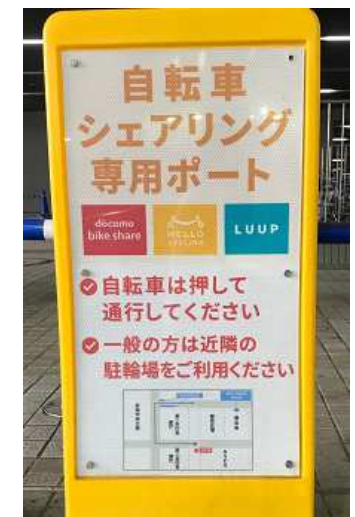 自転車
シェアリング
専用ポート
docomo
bike share
HELLO
CYCLING
LUUP
自転車は押して
通行してください
一般の方は近隣の
駐輪場をご利用ください